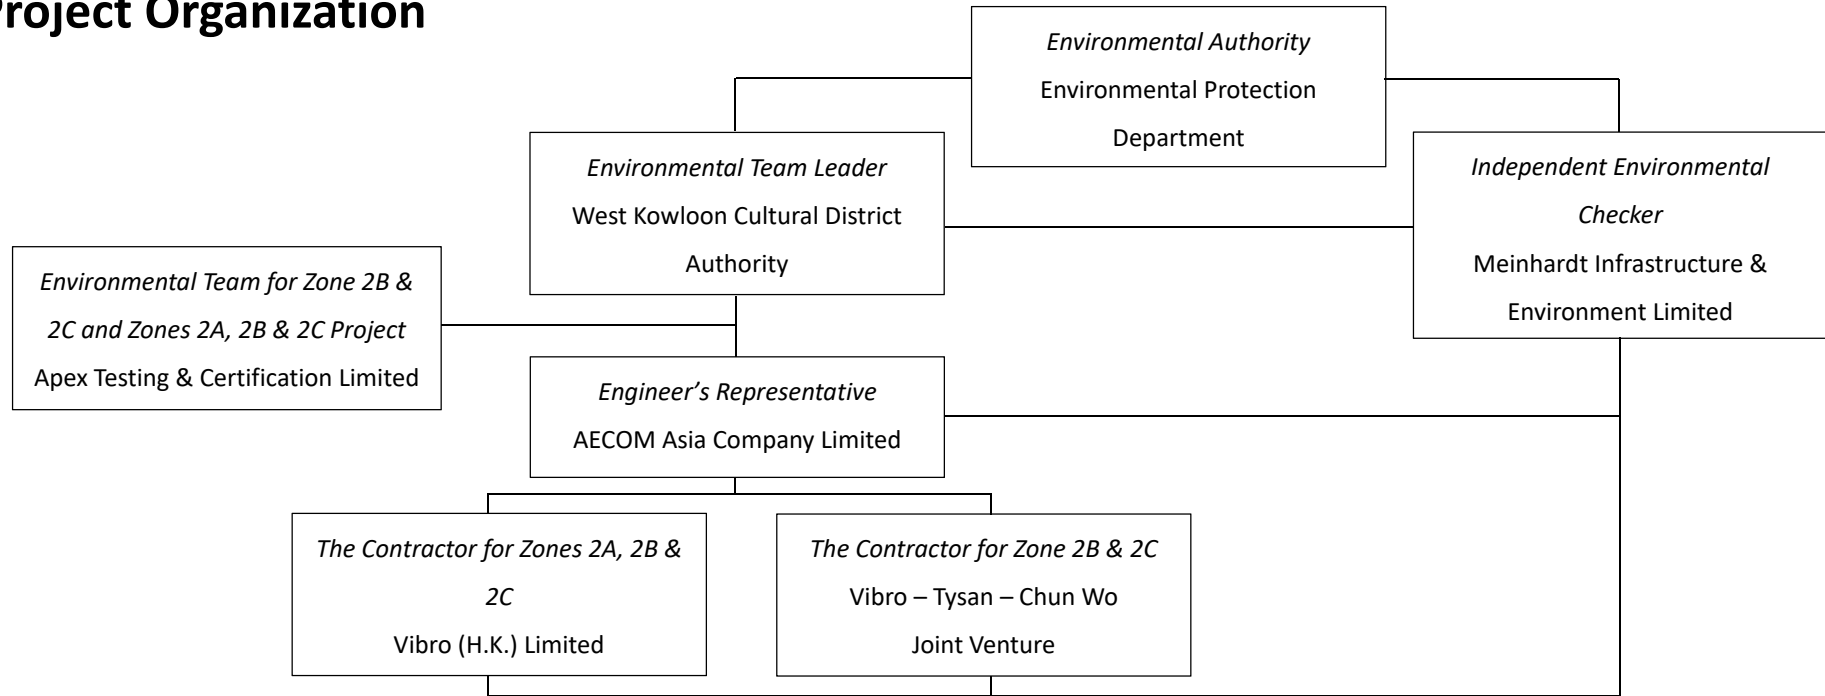 Project Organization
Environmental Authority
Environmental Protection
Department
Environmental Team Leader
West Kowloon Cultural District
Authority
Independent Environmental
Checker
Meinhardt Infrastructure &
Environment Limited
Environmental Team for Zone 2B &
2C and Zones 2A, 2B & 2C Project
Apex Testing & Certification Limited
Engineer’s Representative
AECOM Asia Company Limited
The Contractor for Zones 2A, 2B &
2C
Vibro (H.K.) Limited
The Contractor for Zone 2B & 2C
Vibro – Tysan – Chun Wo
Joint Venture